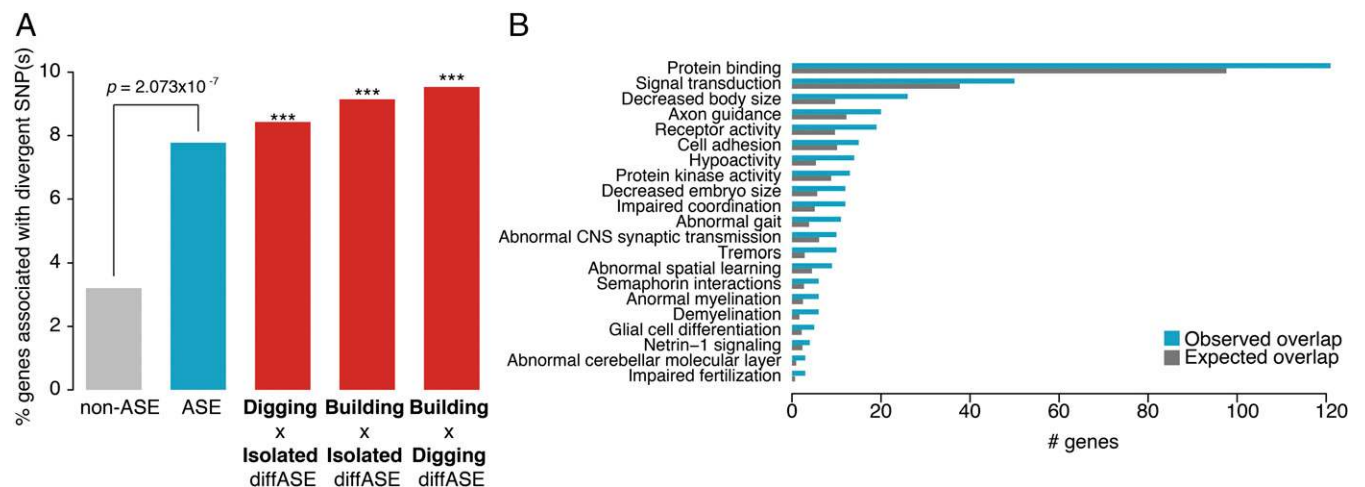 A
% genes associated with divergent SNP(s)
10
8
6
4
2
0
p = 2.073x10 -7
***
***
***
non-ASE
ASE
Digging
x
Isolated
diffASE
Building
x
Isolated
diffASE
Building
x
Digging
diffASE
B
Protein binding
Signal transduction
Decreased body size
Axon guidance
Receptor activity
Cell adhesion
Hypoactivity
Protein kinase activity
Decreased embryo size
Impaired coordination
Abnormal gait
Abnormal CNS synaptic transmission
Tremors
Abnormal spatial learning
Semaphorin interactions
Anormal myelination
Demyelination
Glial cell differentiation
Netrin−1 signaling
Abnormal cerebellar molecular layer
Impaired fertilization
Observed overlap
Expected overlap
0 20 40 60 80 100 120
# genes